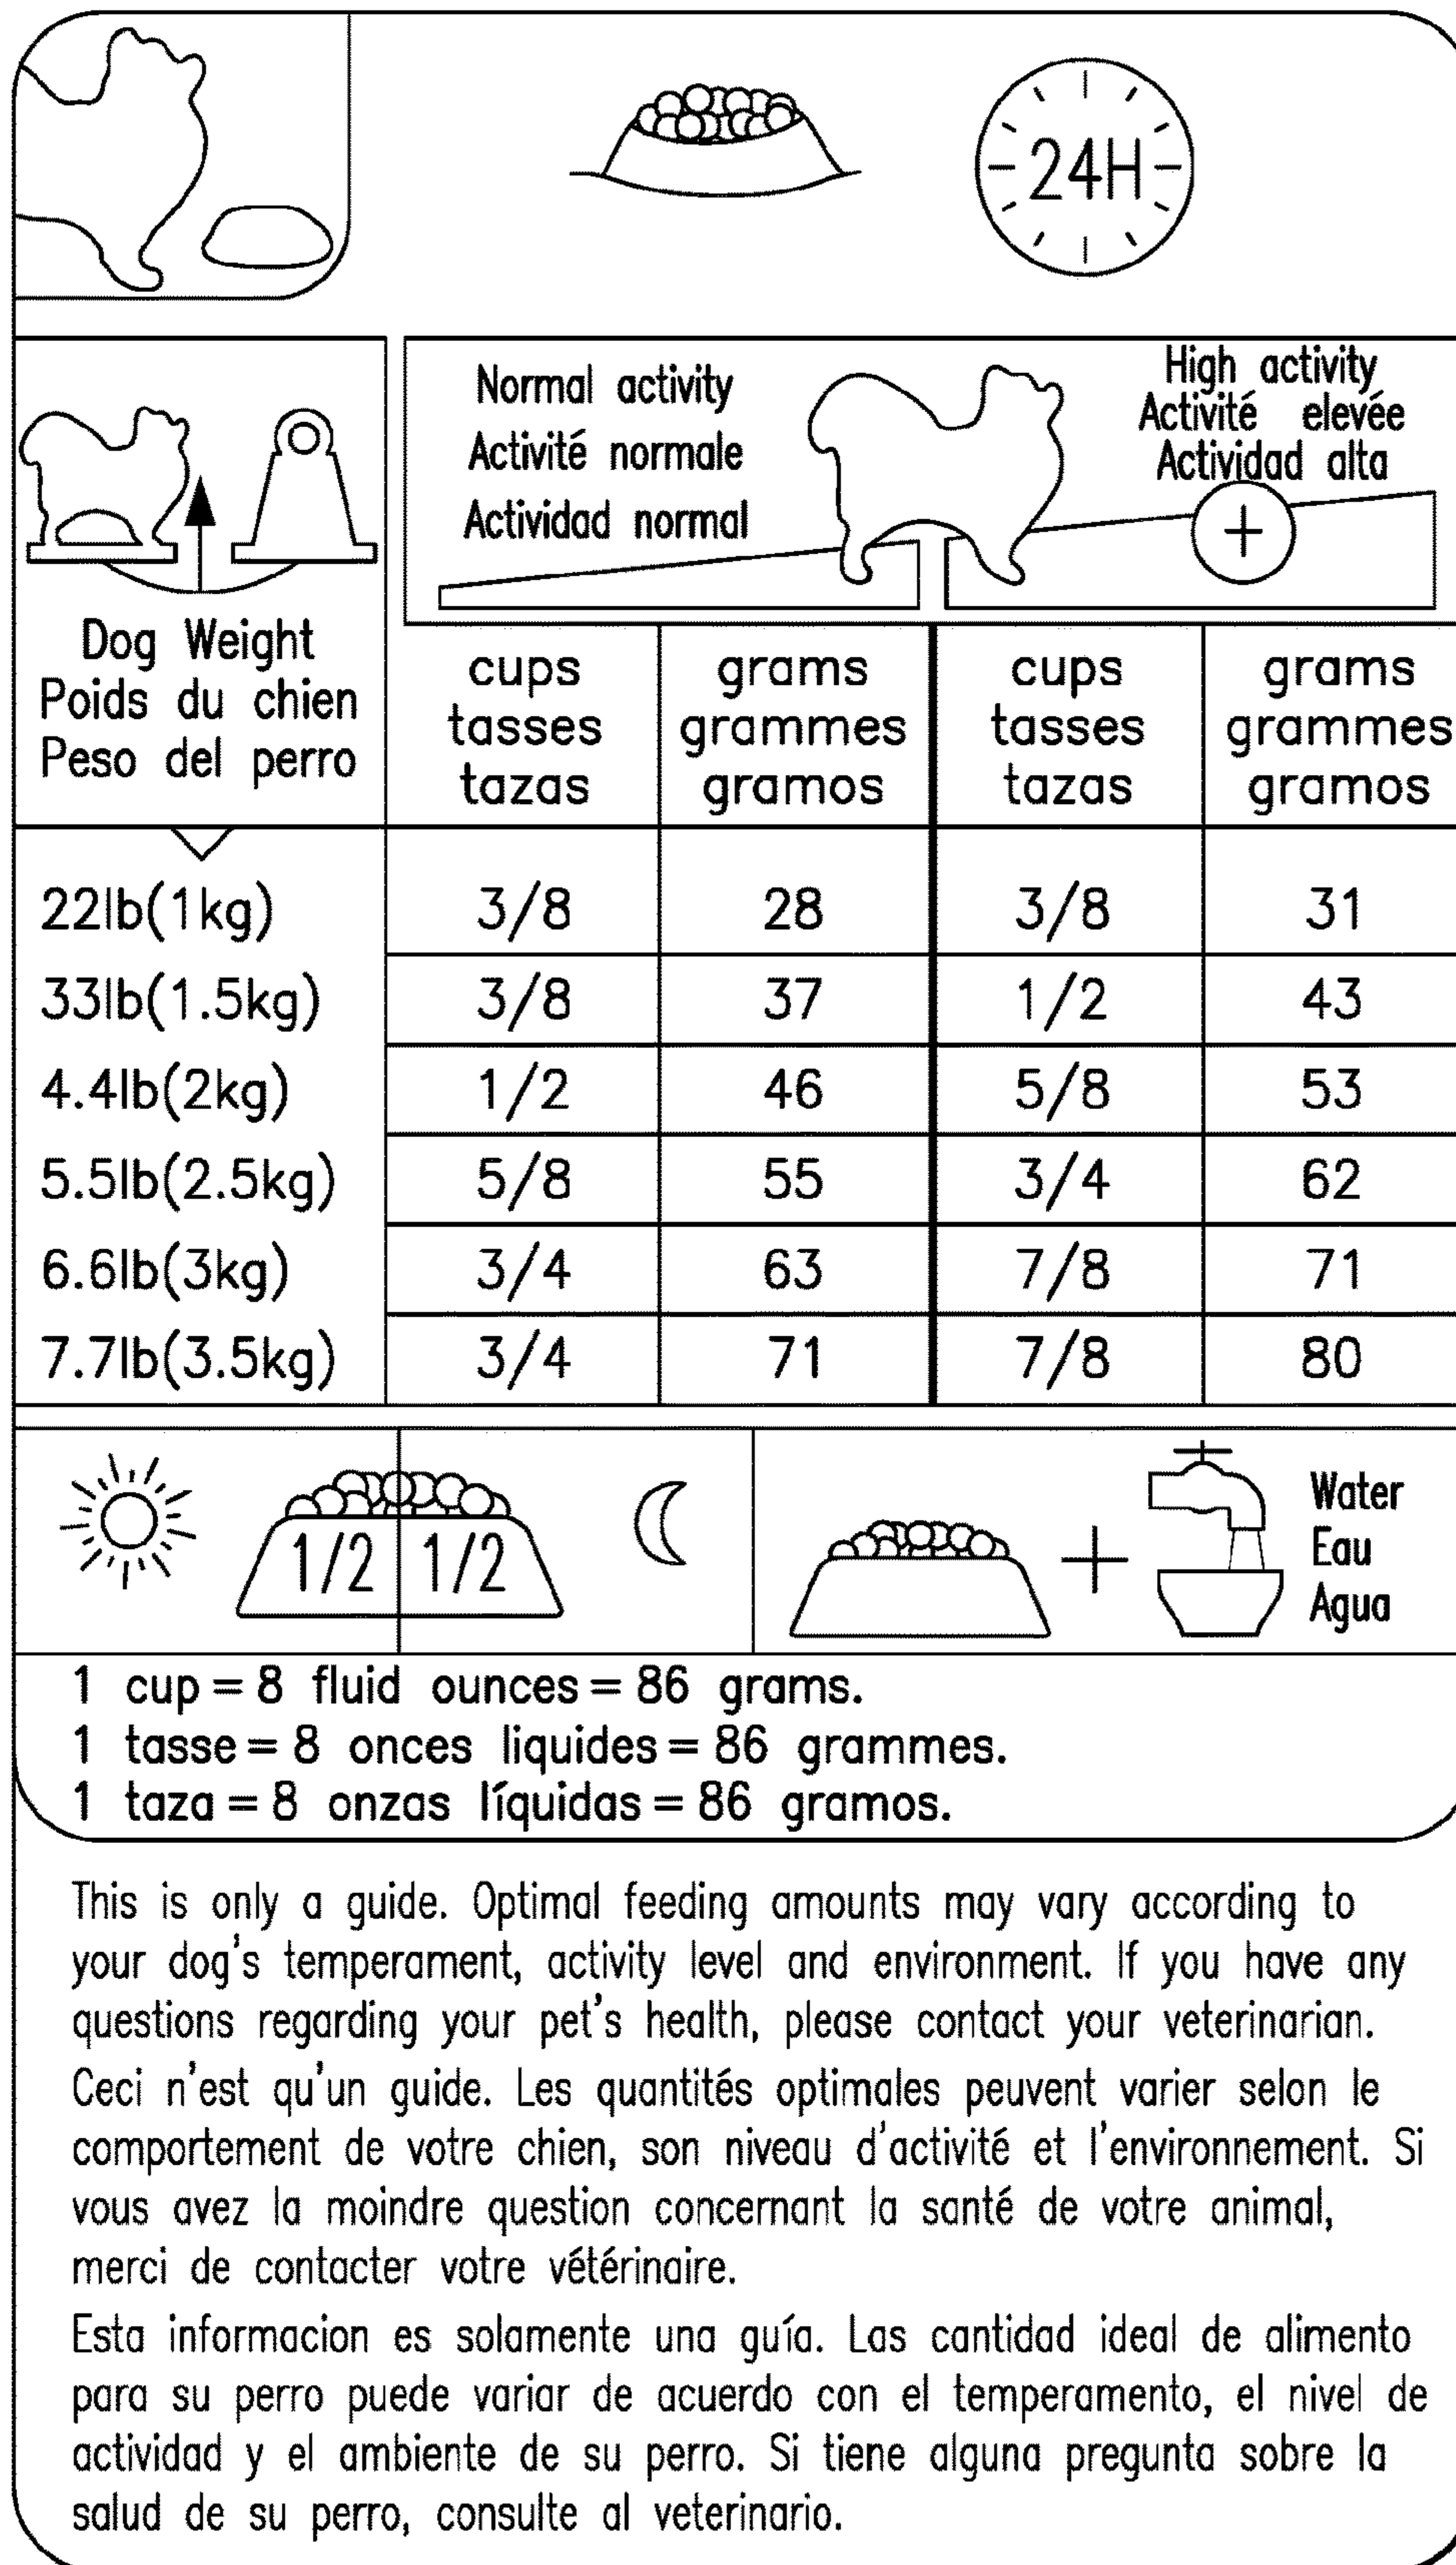 24H
Normal activity
Activité normale
Actividad normal
High activity
Activité elevée
Actividad alta
+
Dog Weight
Poids du chien
Peso del perro
cups grams cups grams
tasses grammes tasses grammes
tazas gramos tazas gramos
22lb(1kg) 3/8 28 3/8 31
33lb(1.5kg) 3/8 37 1/2 43
4.4lb(2kg) 1/2 46 5/8 53
5.5lb(2.5kg) 5/8 55 3/4 62
6.6lb(3kg) 3/4 63 7/8 71
7.7lb(3.5kg) 3/4 71 7/8 80
1/2 1/2
+
Water
Eau
Agua
1 cup = 8 fluid ounces = 86 grams.
1 tasse = 8 onces liquides = 86 grammes.
1 taza = 8 onzas líquidas = 86 gramos.
This is only a guide. Optimal feeding amounts may vary according to
your dog's temperament, activity level and environment. If you have any
questions regarding your pet's health, please contact your veterinarian.
Ceci n'est qu'un guide. Les quantités optimales peuvent varier selon le
comportement de votre chien, son niveau d'activité et l'environnement. Si
vous avez la moindre question concernant la santé de votre animal,
merci de contacter votre vétérinaire.
Esta informacion es solamente una guía. Las cantidad ideal de alimento
para su perro puede variar de acuerdo con el temperamento, el nivel de
actividad y el ambiente de su perro. Si tiene alguna pregunta sobre la
salud de su perro, consulte al veterinario.